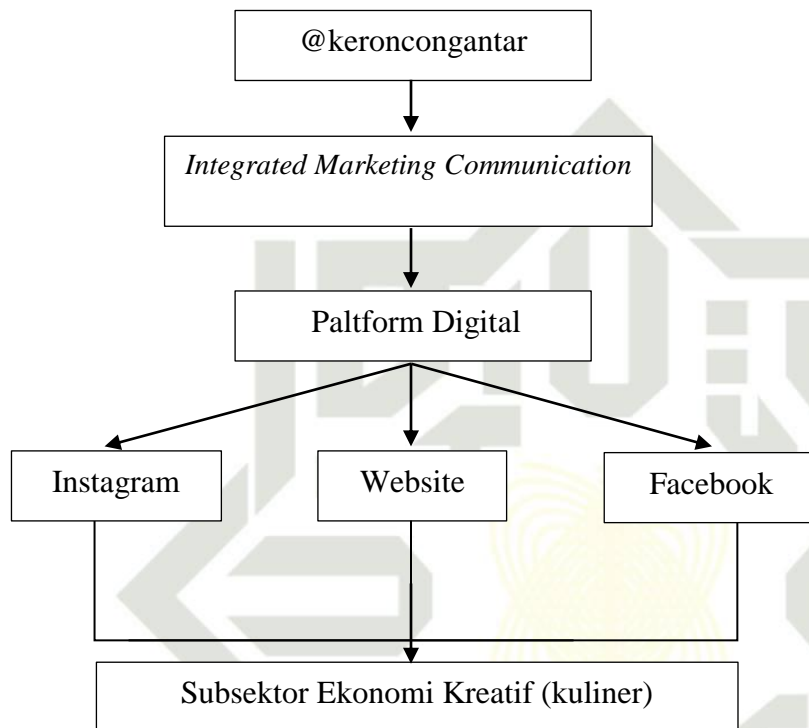 @keroncongantar
Integrated Marketing Communication
Paltform Digital
Instagram
Website
Facebook
Subsektor Ekonomi Kreatif (kuliner)